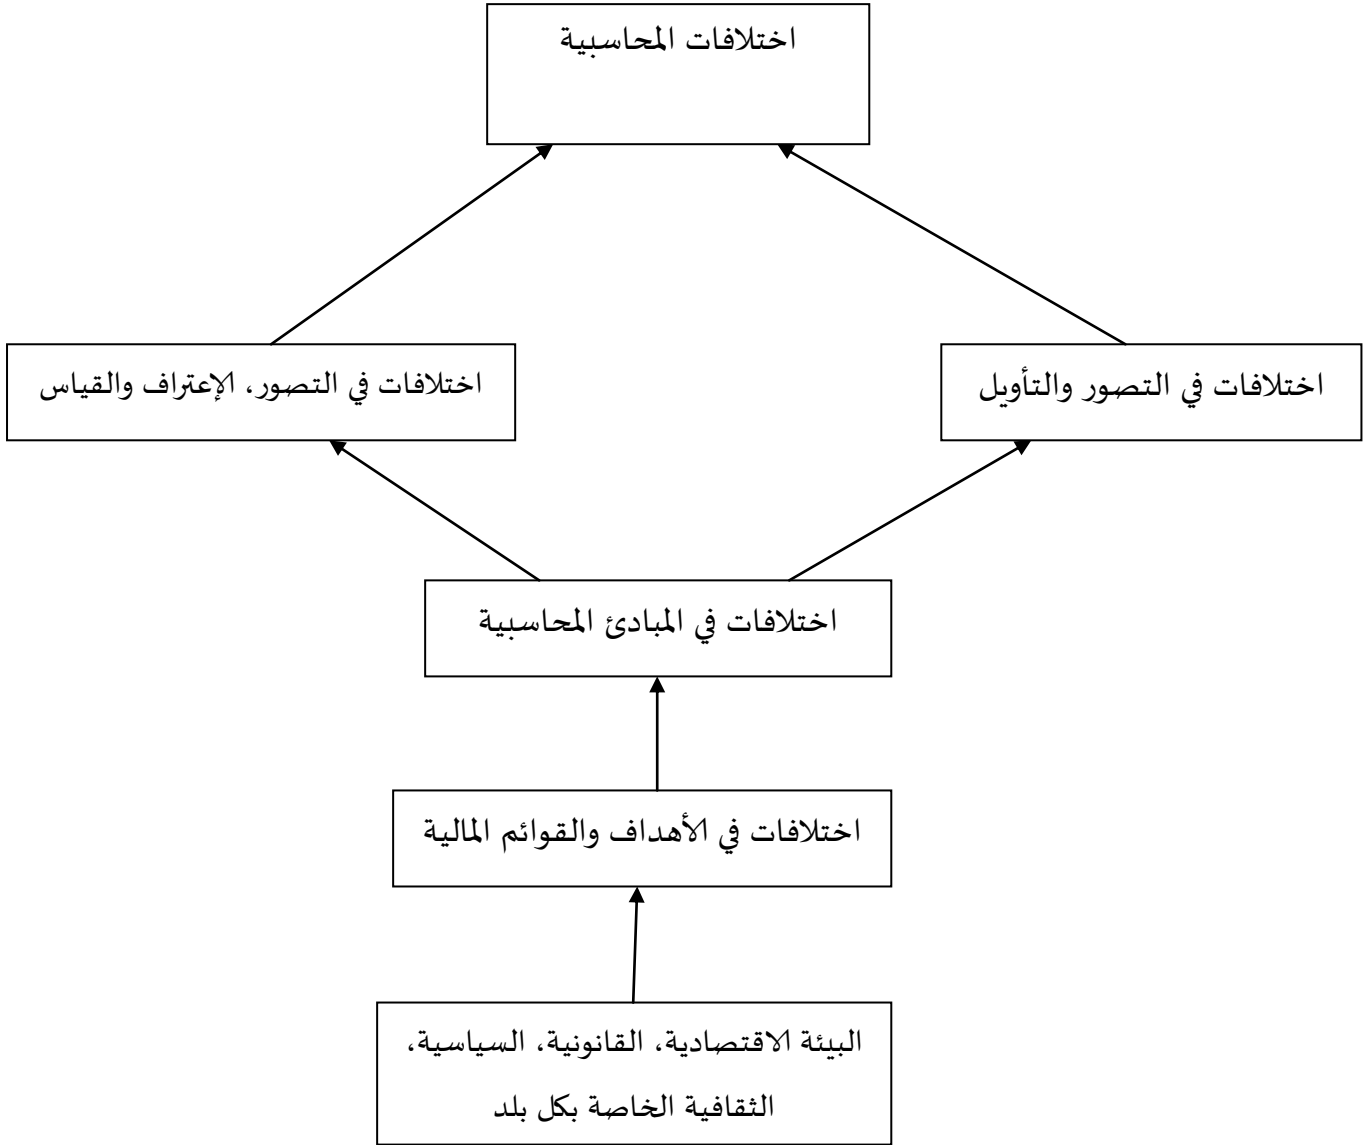 اختلافات المحاسبية
اختلافات في التصور والتأويل
اختلافات في التصور، الإعتراف والقياس
اختلافات في المبادئ المحاسبية
اختلافات في الأهداف والقوائم المالية
البيئة الاقتصادية، القانونية، السياسية،
الثقافية الخاصة بكل بلد